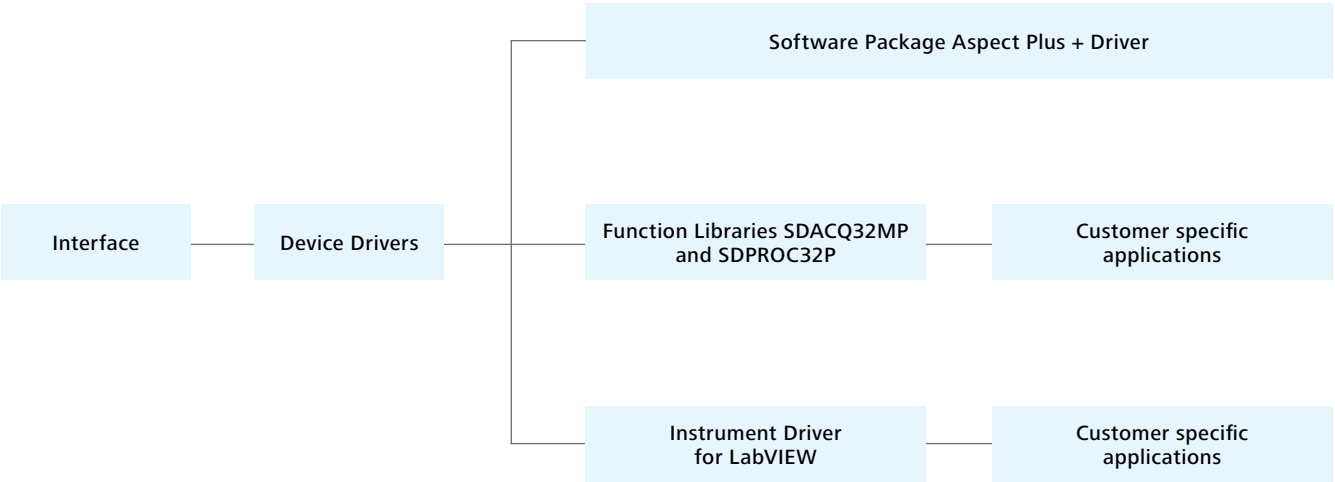 Software Package Aspect Plus + Driver
Interface
Device Drivers
Function Libraries SDACQ32MP
and SDPROC32P
Customer specific
applications
Instrument Driver
for LabVIEW
Customer specific
applications